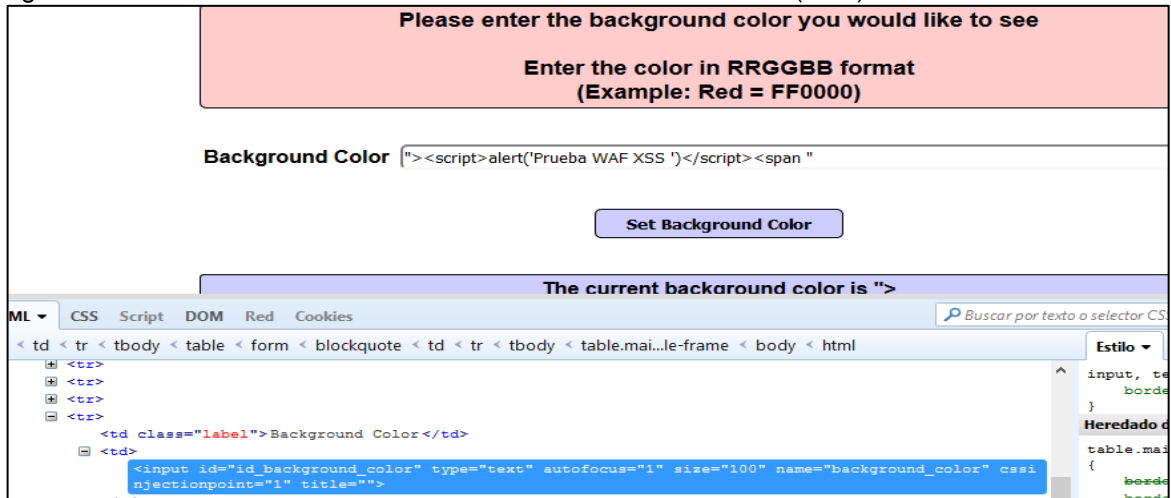 Please enter the background color you would like to see
Enter the color in RRGGBB format
(Example: Red = FF0000)
Background Color "><script>alert('Prueba WAF XSS ')</script><span "
Set Background Color
The current background color is ">
ML CSS Script DOM Red Cookies Buscar por texto o selector CS
< td < tr < tbody < table < form < blockquote < td < tr < tbody < table.mai...le-frame < body < html Estilo
<tr>
<tr>
<tr>
<tr>
<td class="label">Background Color</td>
<td>
<input id="id_background_color" type="text" autofocus="1" size="100" name="background_color" cssi
njectionpoint="1" title="">
input, te
borde
}
Heredado d
table.mai
{
borde